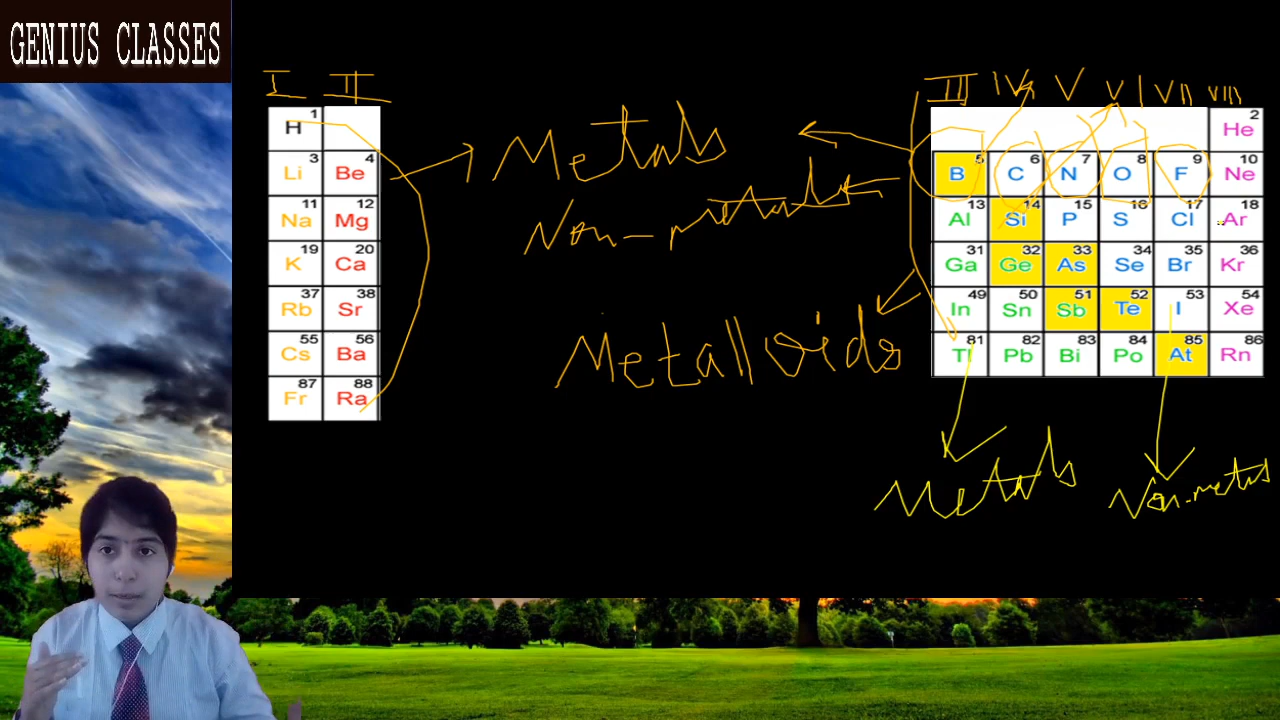 GENIUS CLASSES
I II
III IV V VI VII VIII
1 H
2 He
3 Li 4 Be
5 B 6 C 7 N 8 O 9 F 10 Ne
11 Na 12 Mg
13 Al 14 Si 15 P 16 S 17 Cl 18 Ar
19 K 20 Ca
31 Ga 32 Ge 33 As 34 Se 35 Br 36 Kr
37 Rb 38 Sr
49 In 50 Sn 51 Sb 52 Te 53 I 54 Xe
55 Cs 56 Ba
81 Tl 82 Pb 83 Bi 84 Po 85 At 86 Rn
87 Fr 88 Ra
Metals
Non-metals
Metalloids
Metals
Non-metals